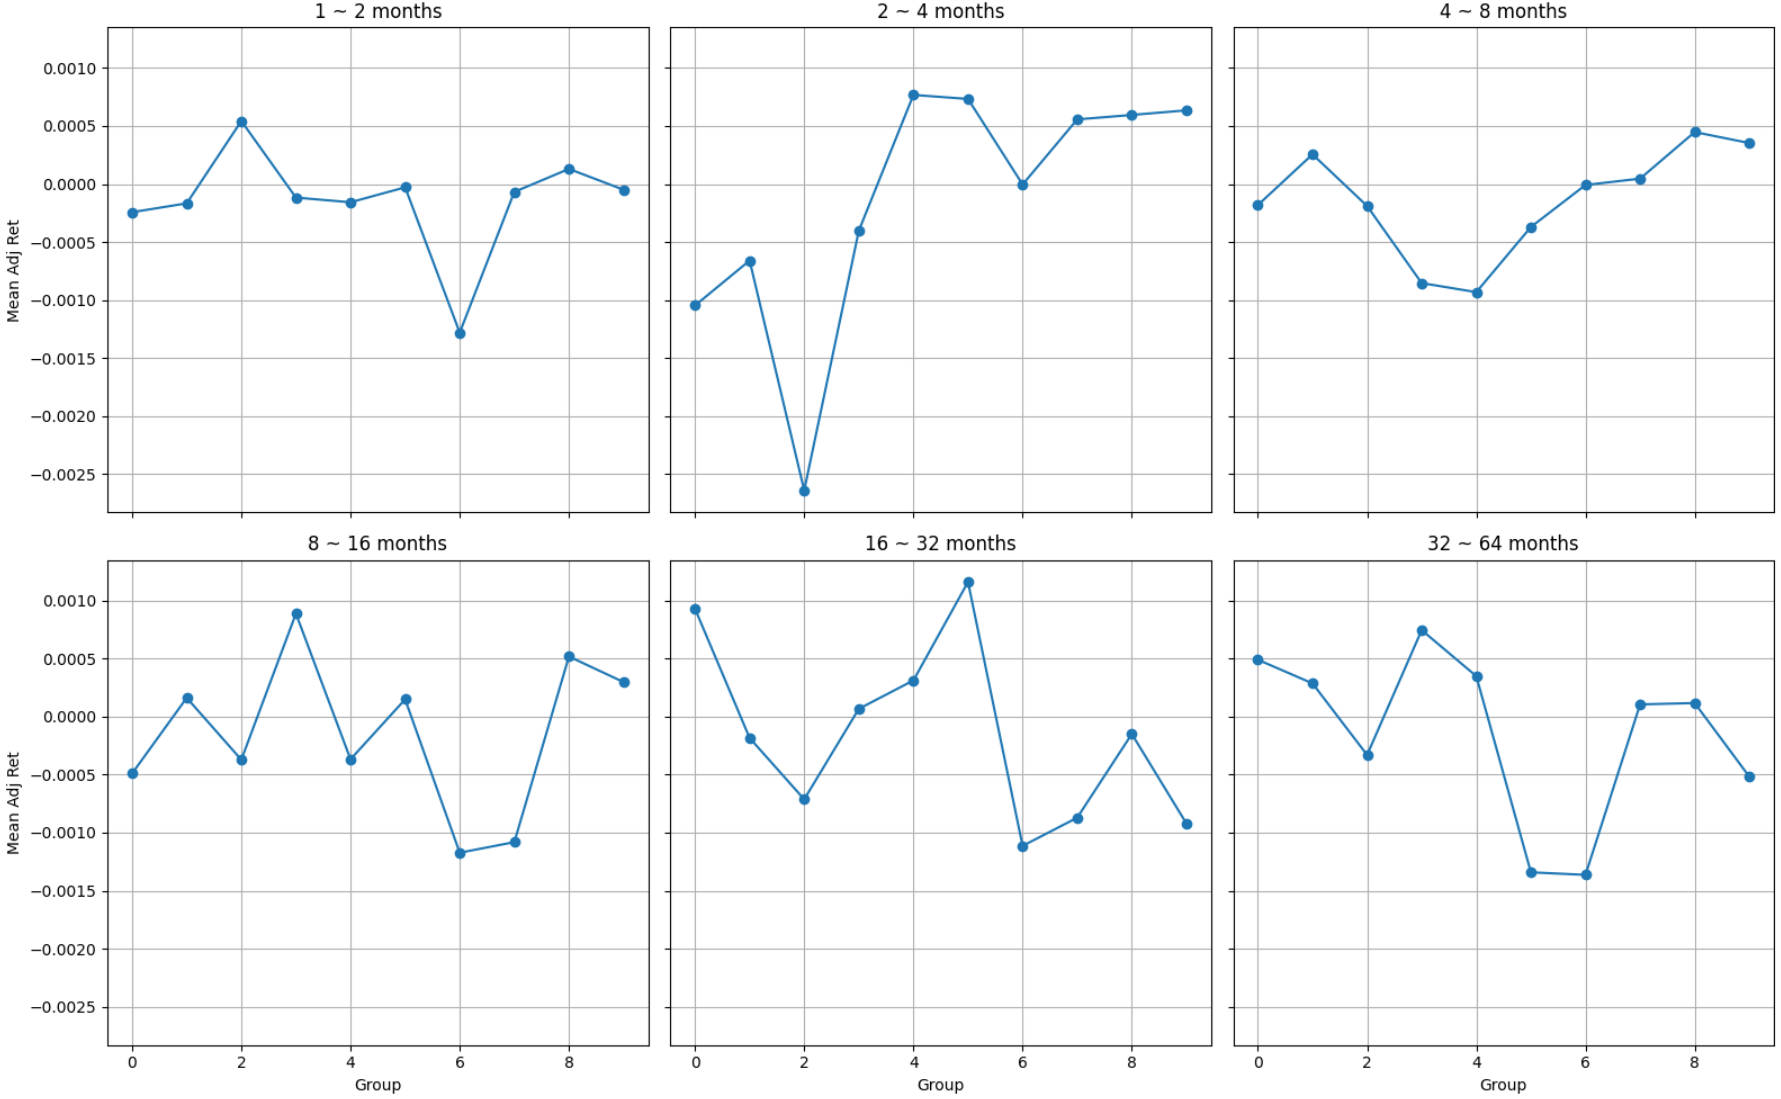 1 ~ 2 months
2 ~ 4 months
4 ~ 8 months
0.0010
0.0005
0.0000
−0.0005
−0.0010
−0.0015
−0.0020
−0.0025
Mean Adj Ret
8 ~ 16 months
16 ~ 32 months
32 ~ 64 months
0.0010
0.0005
0.0000
−0.0005
−0.0010
−0.0015
−0.0020
−0.0025
Mean Adj Ret
0 2 4 6 8
0 2 4 6 8
0 2 4 6 8
Group
Group
Group